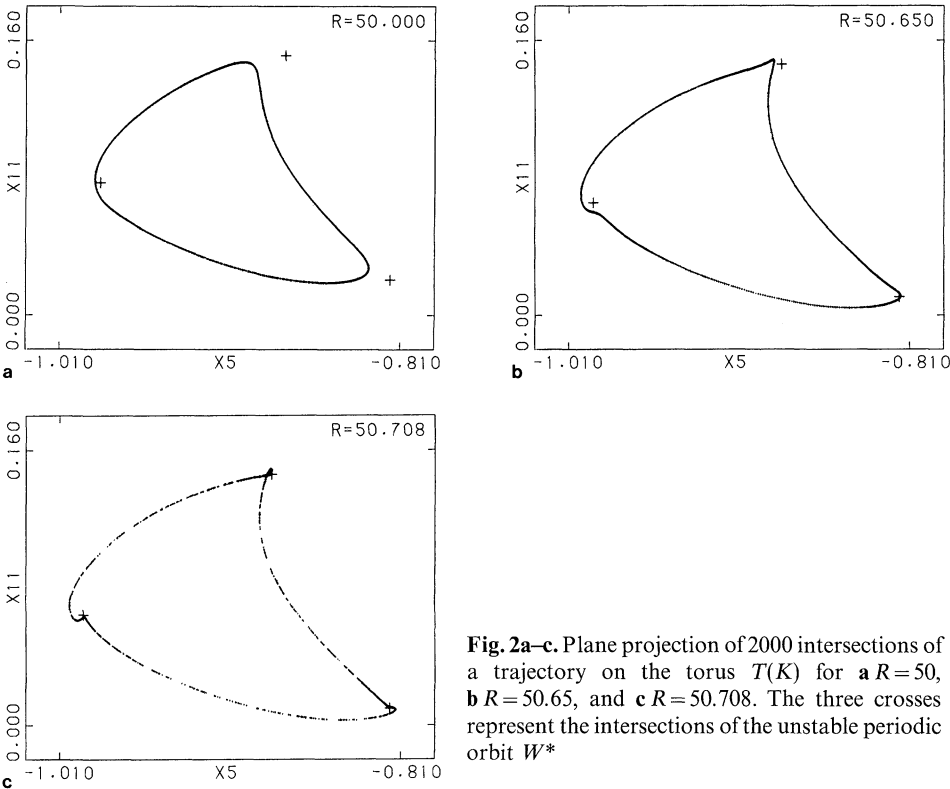 R=50.000
0.160
X11
0.000
-1.010
X5
-0.810
a
R=50.650
0.160
X11
0.000
-1.010
X5
-0.810
b
R=50.708
0.160
X11
0.000
-1.010
X5
-0.810
c
Fig. 2a–c. Plane projection of 2000 intersections of
a trajectory on the torus T(K) for a R=50,
b R=50.65, and c R=50.708. The three crosses
represent the intersections of the unstable periodic
orbit W*